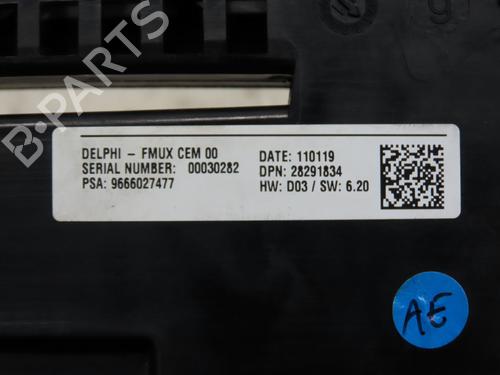 B-PARTS
DELPHI - FMUX CEM 00
SERIAL NUMBER: 00030282
PSA: 9666027477
DATE: 110119
DPN: 28291834
HW: D03 / SW: 6.20
AE